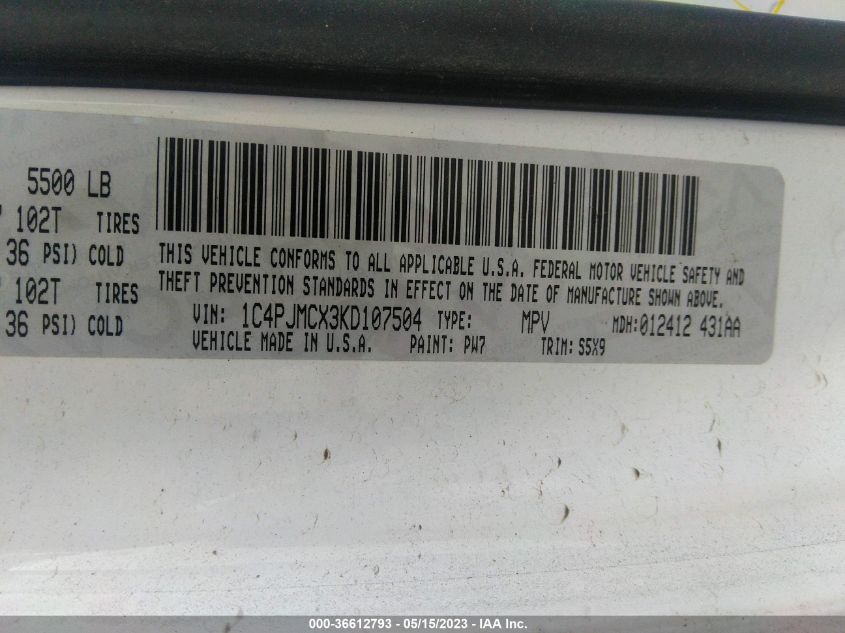 5500 LB
102T TIRES
36 PSI) COLD
102T TIRES
36 PSI) COLD
THIS VEHICLE CONFORMS TO ALL APPLICABLE U.S.A. FEDERAL MOTOR VEHICLE SAFETY AND
THEFT PREVENTION STANDARDS IN EFFECT ON THE DATE OF MANUFACTURE SHOWN ABOVE.
VIN: 1C4PJMCX3KD107504 TYPE: MPV MDH:012412 431AA
VEHICLE MADE IN U.S.A. PAINT: PW7 TRIM: S5X9
000-36612793 - 05/15/2023 - IAA Inc.